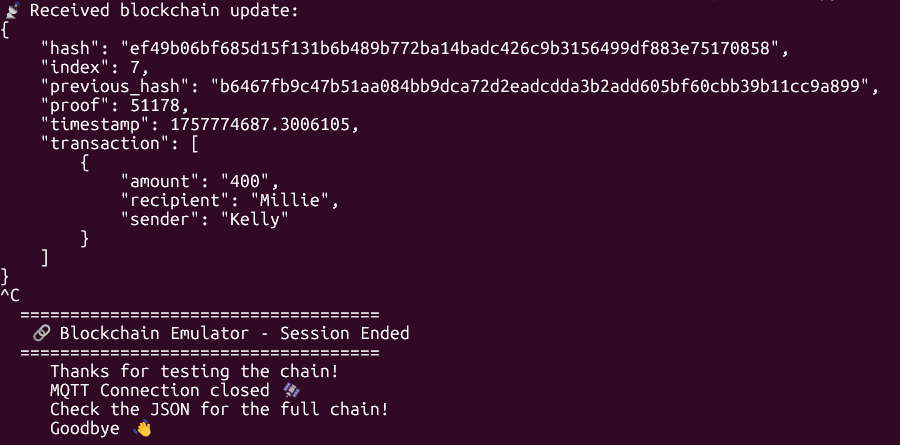 📡 Received blockchain update:
{
    "hash": "ef49b06bf685d15f131b6b489b772ba14badc426c9b3156499df883e75170858",
    "index": 7,
    "previous_hash": "b6467fb9c47b51aa084bb9dca72d2eadcdda3b2add605bf60cbb39b11cc9a899",
    "proof": 51178,
    "timestamp": 1757774687.3006105,
    "transaction": [
        {
            "amount": "400",
            "recipient": "Millie",
            "sender": "Kelly"
        }
    ]
}
^C
  ====================================
   🔗 Blockchain Emulator - Session Ended
  ====================================
     Thanks for testing the chain!
     MQTT Connection closed 🛰️
     Check the JSON for the full chain!
     Goodbye 👋